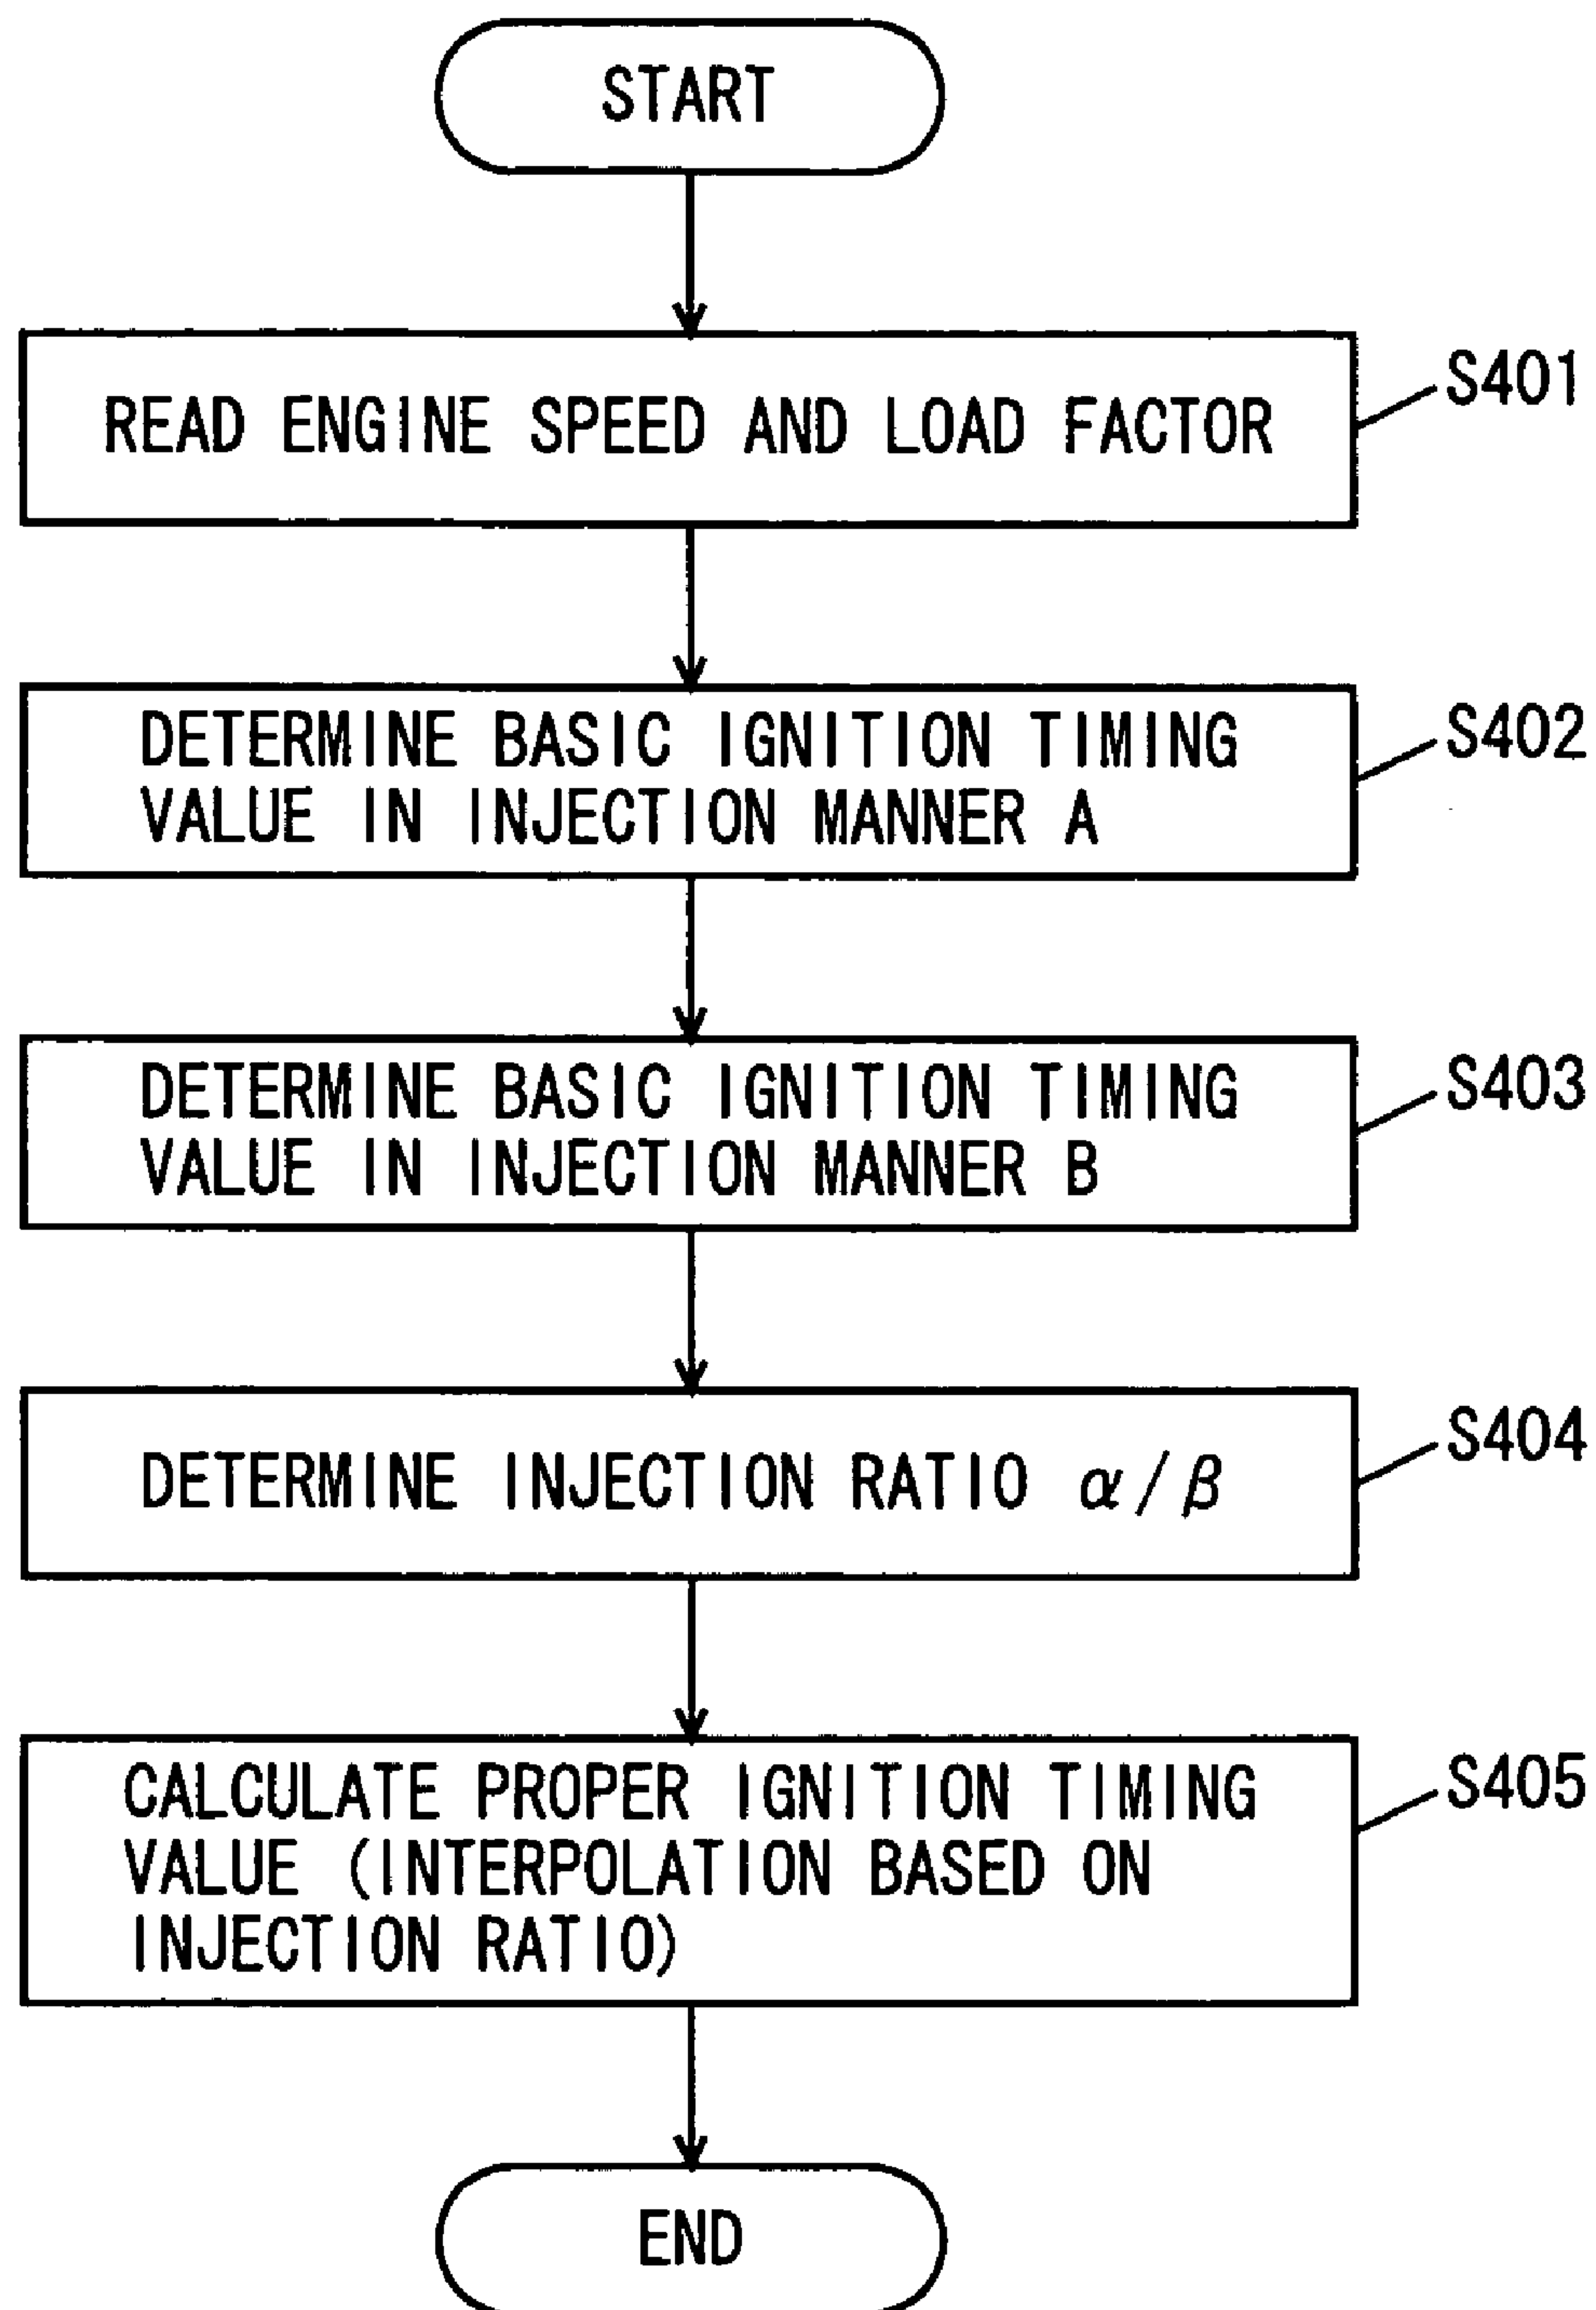 START
READ ENGINE SPEED AND LOAD FACTOR
S401
DETERMINE BASIC IGNITION TIMING
VALUE IN INJECTION MANNER A
S402
DETERMINE BASIC IGNITION TIMING
VALUE IN INJECTION MANNER B
S403
DETERMINE INJECTION RATIO α/β
S404
CALCULATE PROPER IGNITION TIMING
VALUE (INTERPOLATION BASED ON
INJECTION RATIO)
S405
END